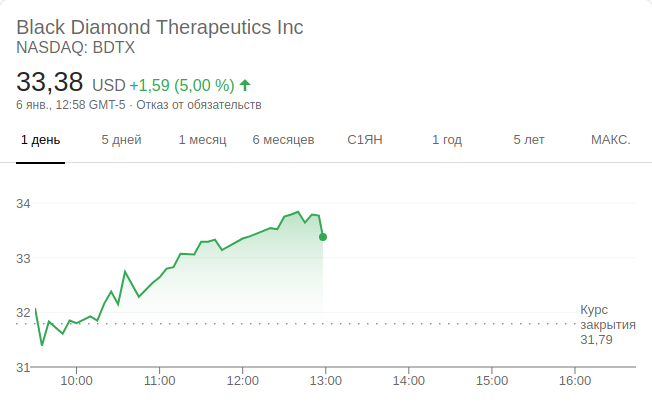 Black Diamond Therapeutics Inc
NASDAQ: BDTX
33,38 USD +1,59 (5,00 %)
6 янв., 12:58 GMT-5 · Отказ от обязательств
1 день 5 дней 1 месяц 6 месяцев С1ЯН 1 год 5 лет МАКС.
34
33
32
31
Курс
закрытия
31,79
10:00 11:00 12:00 13:00 14:00 15:00 16:00